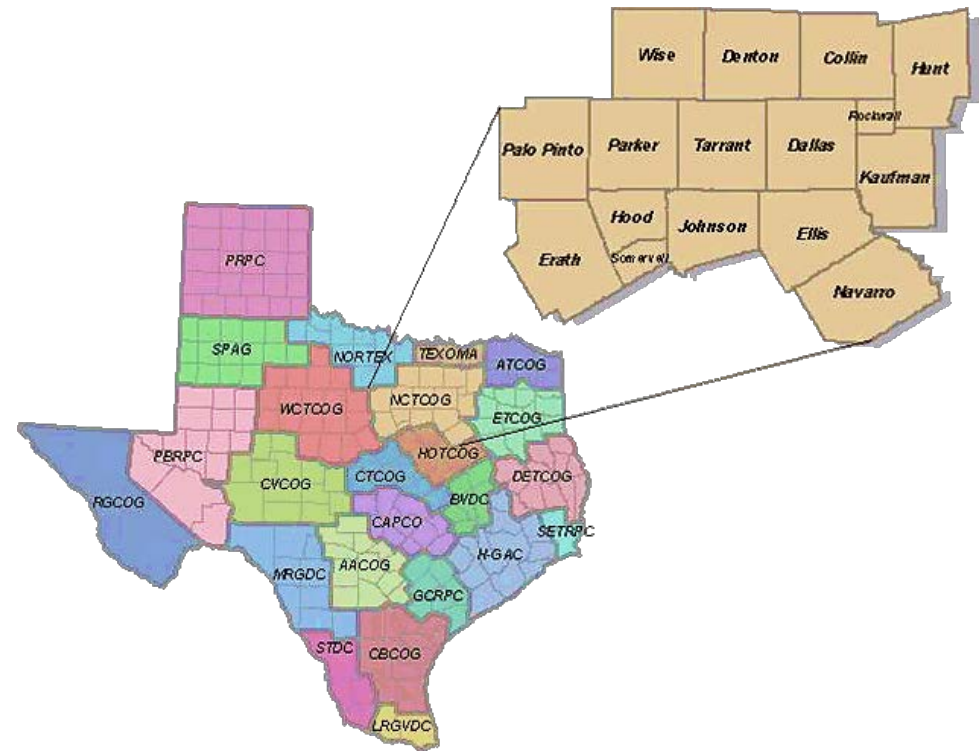 Wise
Denton
Collin
Hunt
Rockwall
Palo Pinto
Parker
Tarrant
Dallas
Kaufman
Hood
Johnson
Ellis
Erath
Somervell
Navarro
PRPC
SPAG
NORTEX
TEXOMA
ATCOG
WCTCOG
NCTCOG
ETCOG
HOTCOG
PBRPC
CVCOG
CTCOG
DETCOG
BVDC
RGCOG
CAPCO
SETRPC
H-GAC
AACOG
MRGDC
GCRPC
STDC
CBCOG
LRGVDC